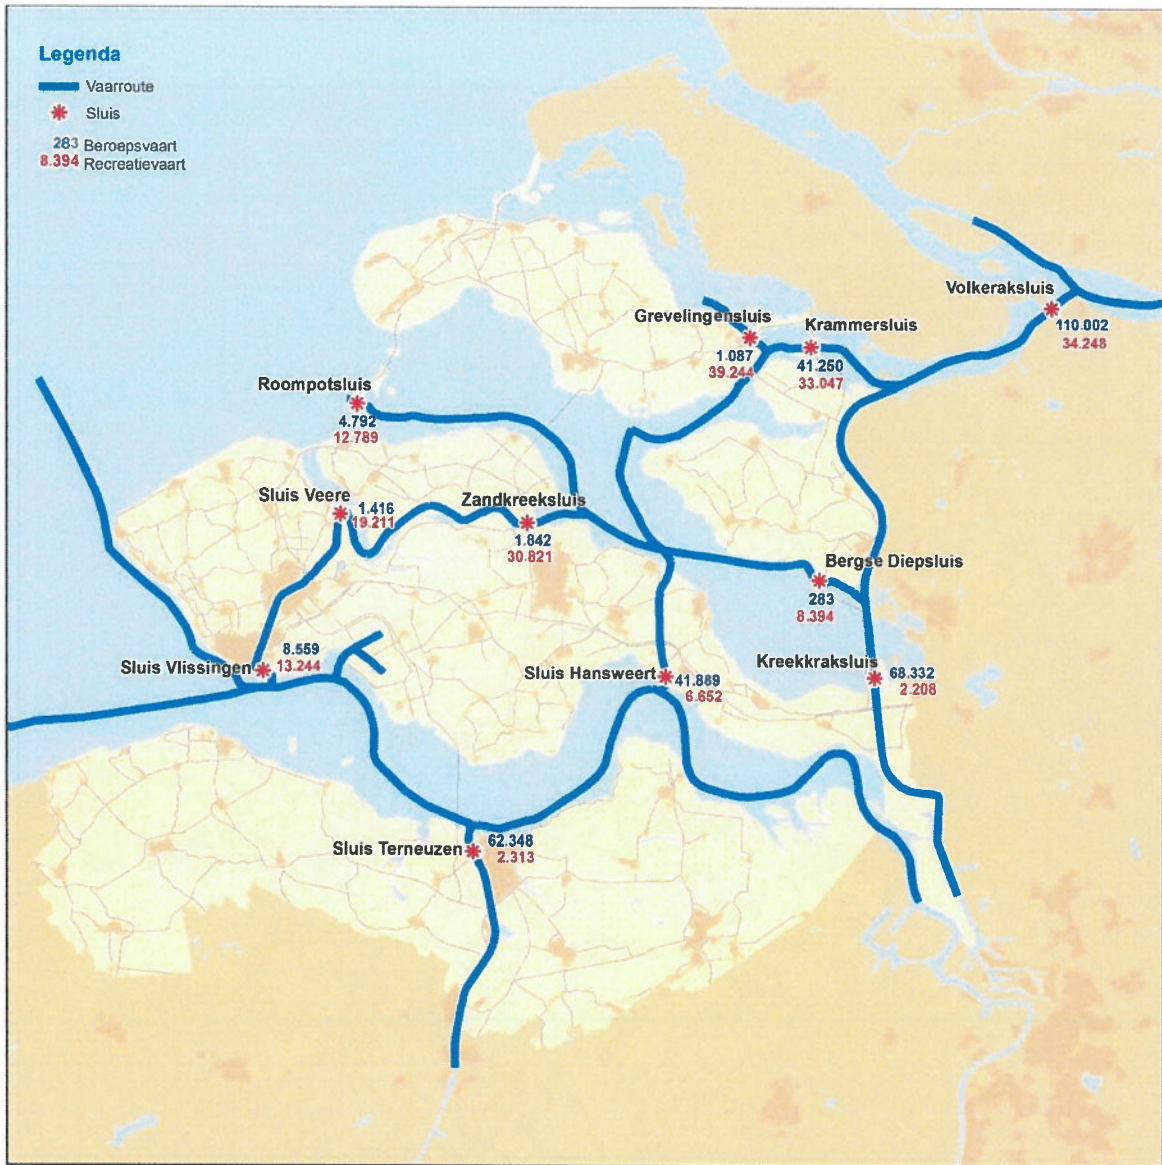 Legenda
Vaarroute
Sluis
283 Beroepsvaart
8.394 Recreatievaart
Volkeraksluis
110.002
34.248
Grevelingensluis
1.087
39.244
Krammersluis
41.250
33.047
Roompotsluis
4.792
12.789
Sluis Veere
1.416
19.211
Zandkreeksluis
1.842
30.821
Bergse Diepsluis
283
8.394
Sluis Vlissingen
8.559
13.244
Sluis Hansweert
41.889
6.652
Kreekkraksluis
68.332
2.208
Sluis Terneuzen
62.348
2.313